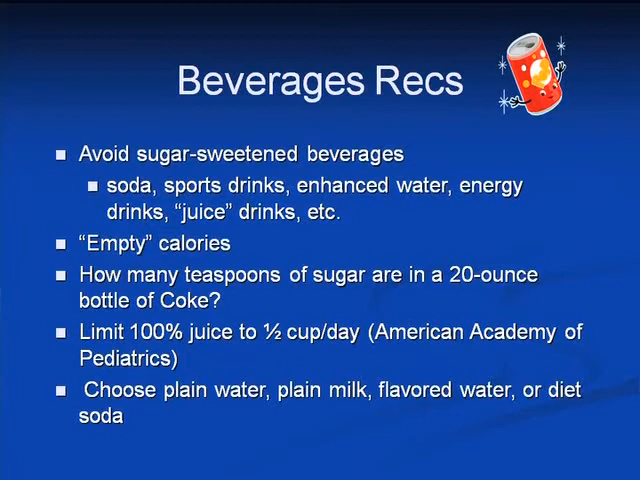 Beverages Recs
■ Avoid sugar-sweetened beverages
■ soda, sports drinks, enhanced water, energy
drinks, “juice” drinks, etc.
■ “Empty” calories
■ How many teaspoons of sugar are in a 20-ounce
bottle of Coke?
■ Limit 100% juice to ½ cup/day (American Academy of
Pediatrics)
■ Choose plain water, plain milk, flavored water, or diet
soda